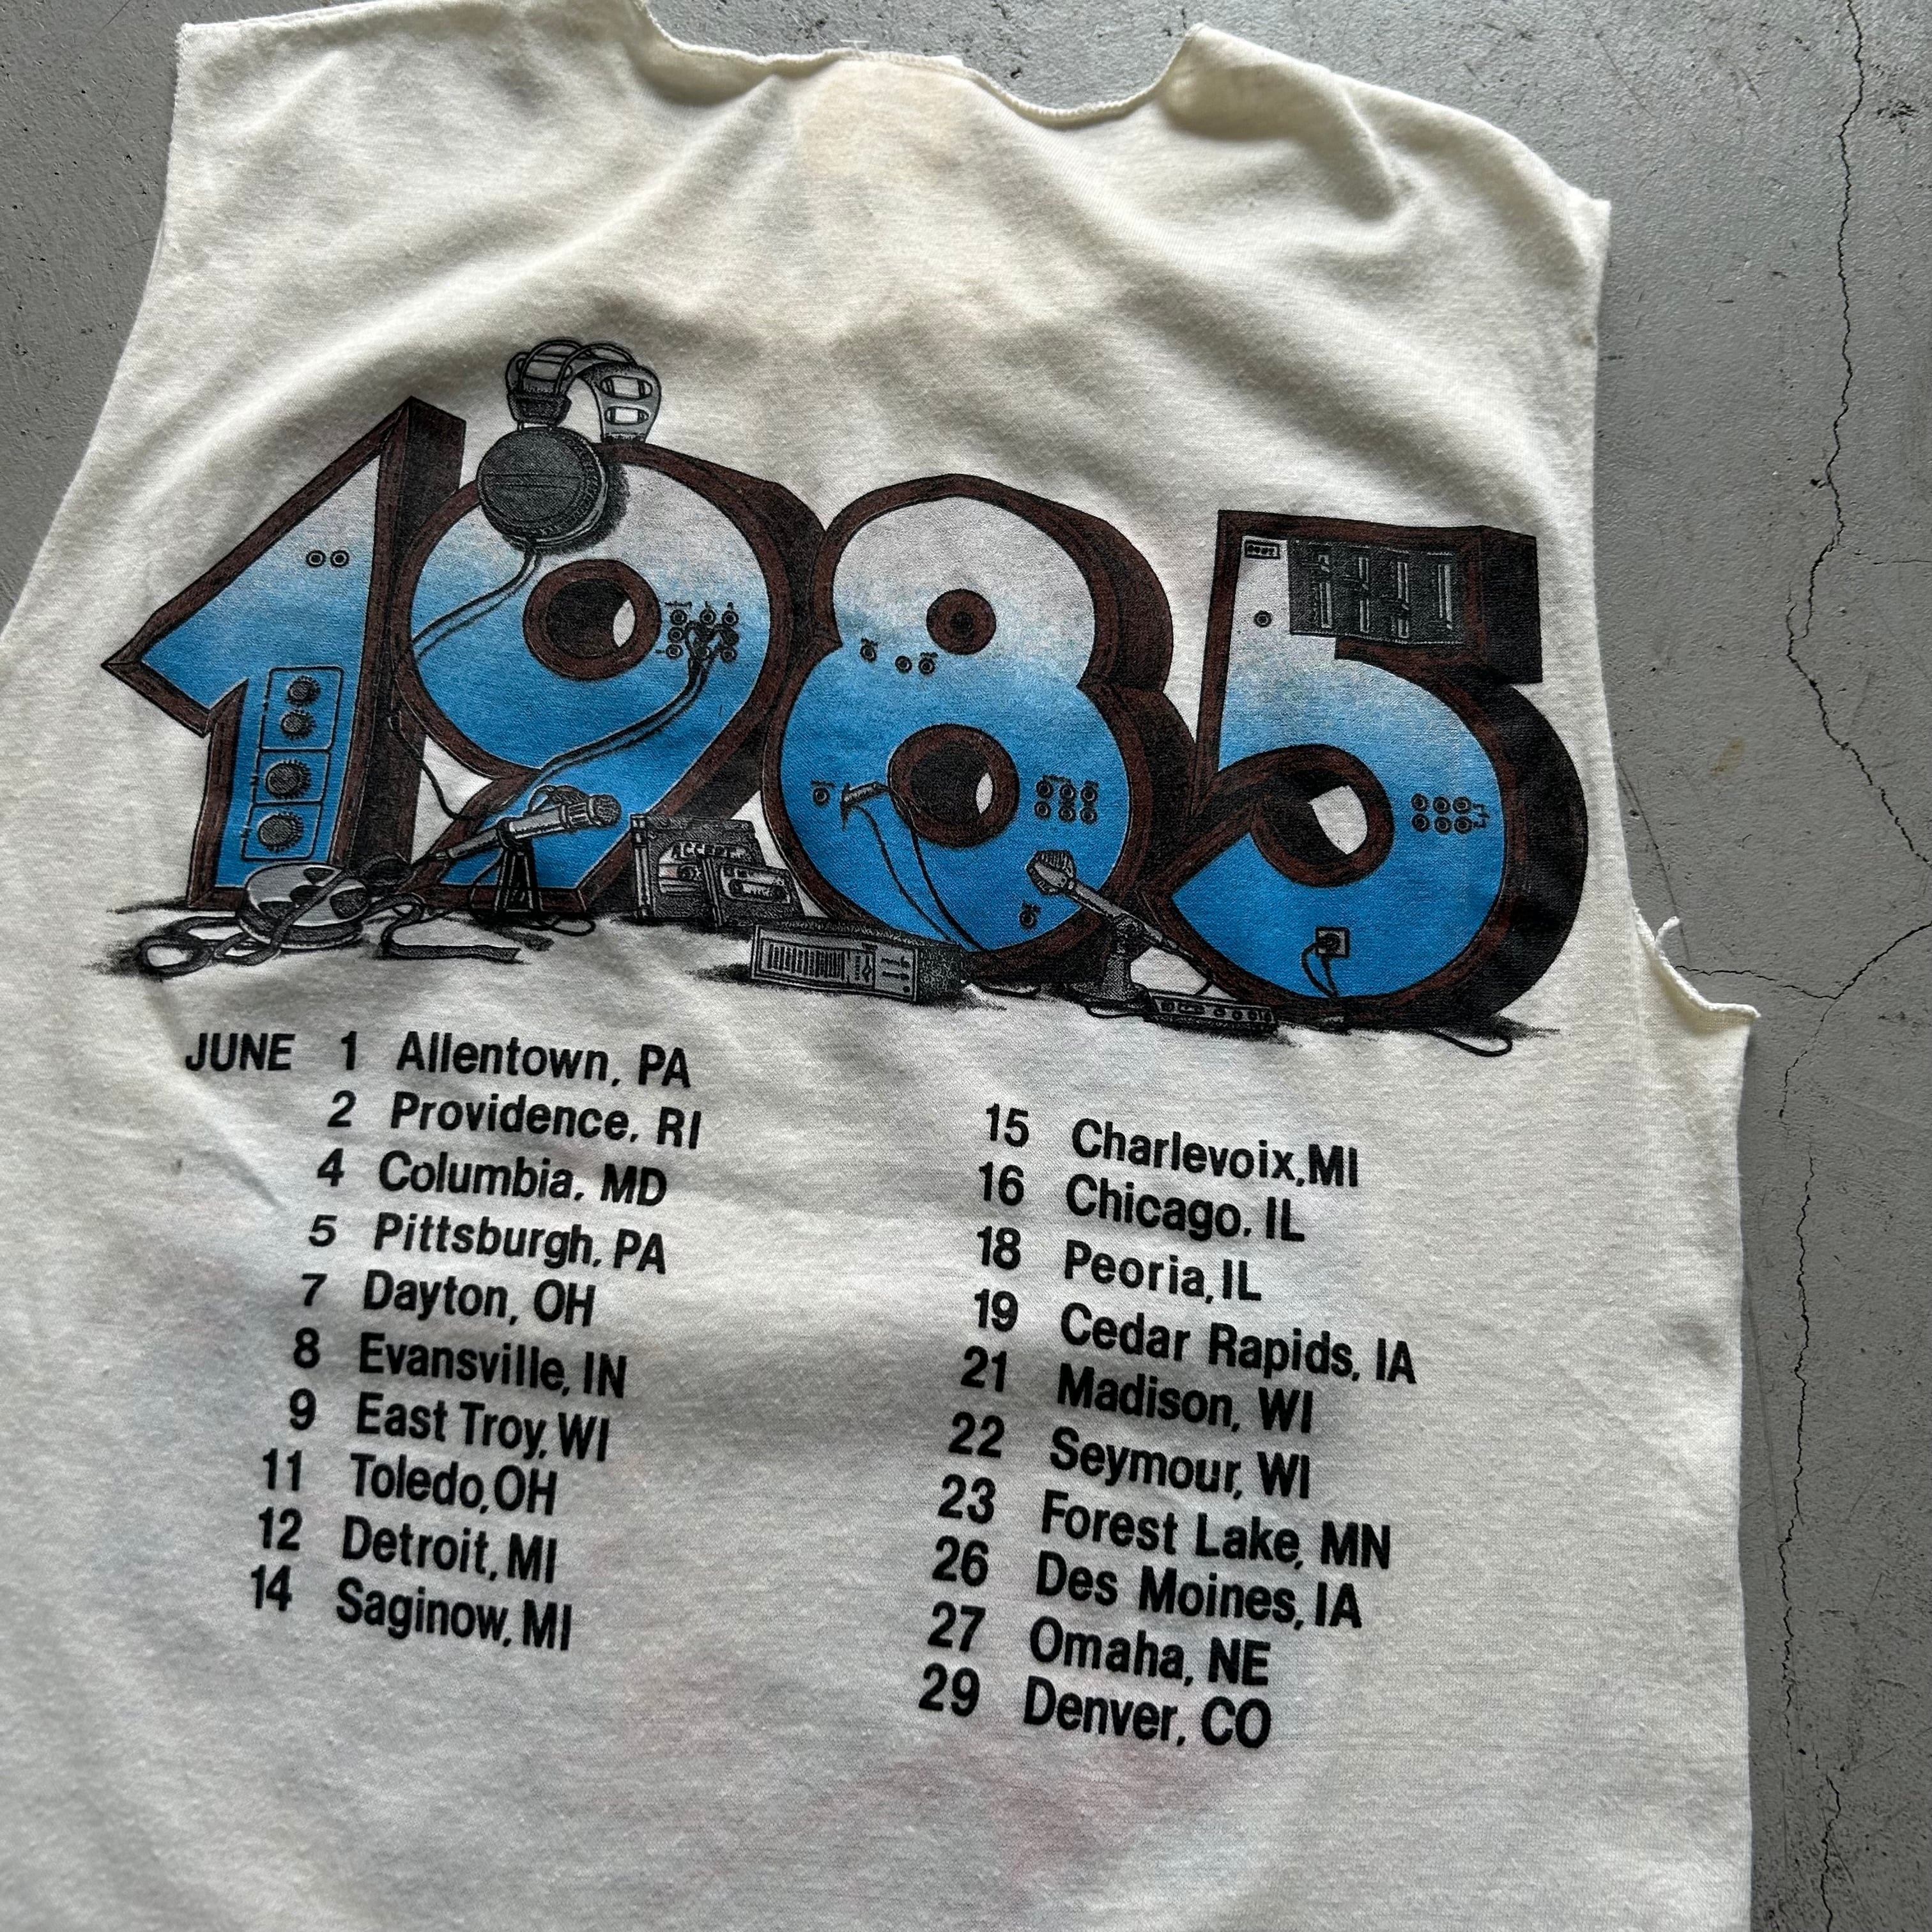 1985
ACCEPT
JUNE 1 Allentown, PA
2 Providence, RI
4 Columbia, MD
5 Pittsburgh, PA
7 Dayton, OH
8 Evansville, IN
9 East Troy, WI
11 Toledo, OH
12 Detroit, MI
14 Saginow, MI
15 Charlevoix, MI
16 Chicago, IL
18 Peoria, IL
19 Cedar Rapids, IA
21 Madison, WI
22 Seymour, WI
23 Forest Lake, MN
26 Des Moines, IA
27 Omaha, NE
29 Denver, CO